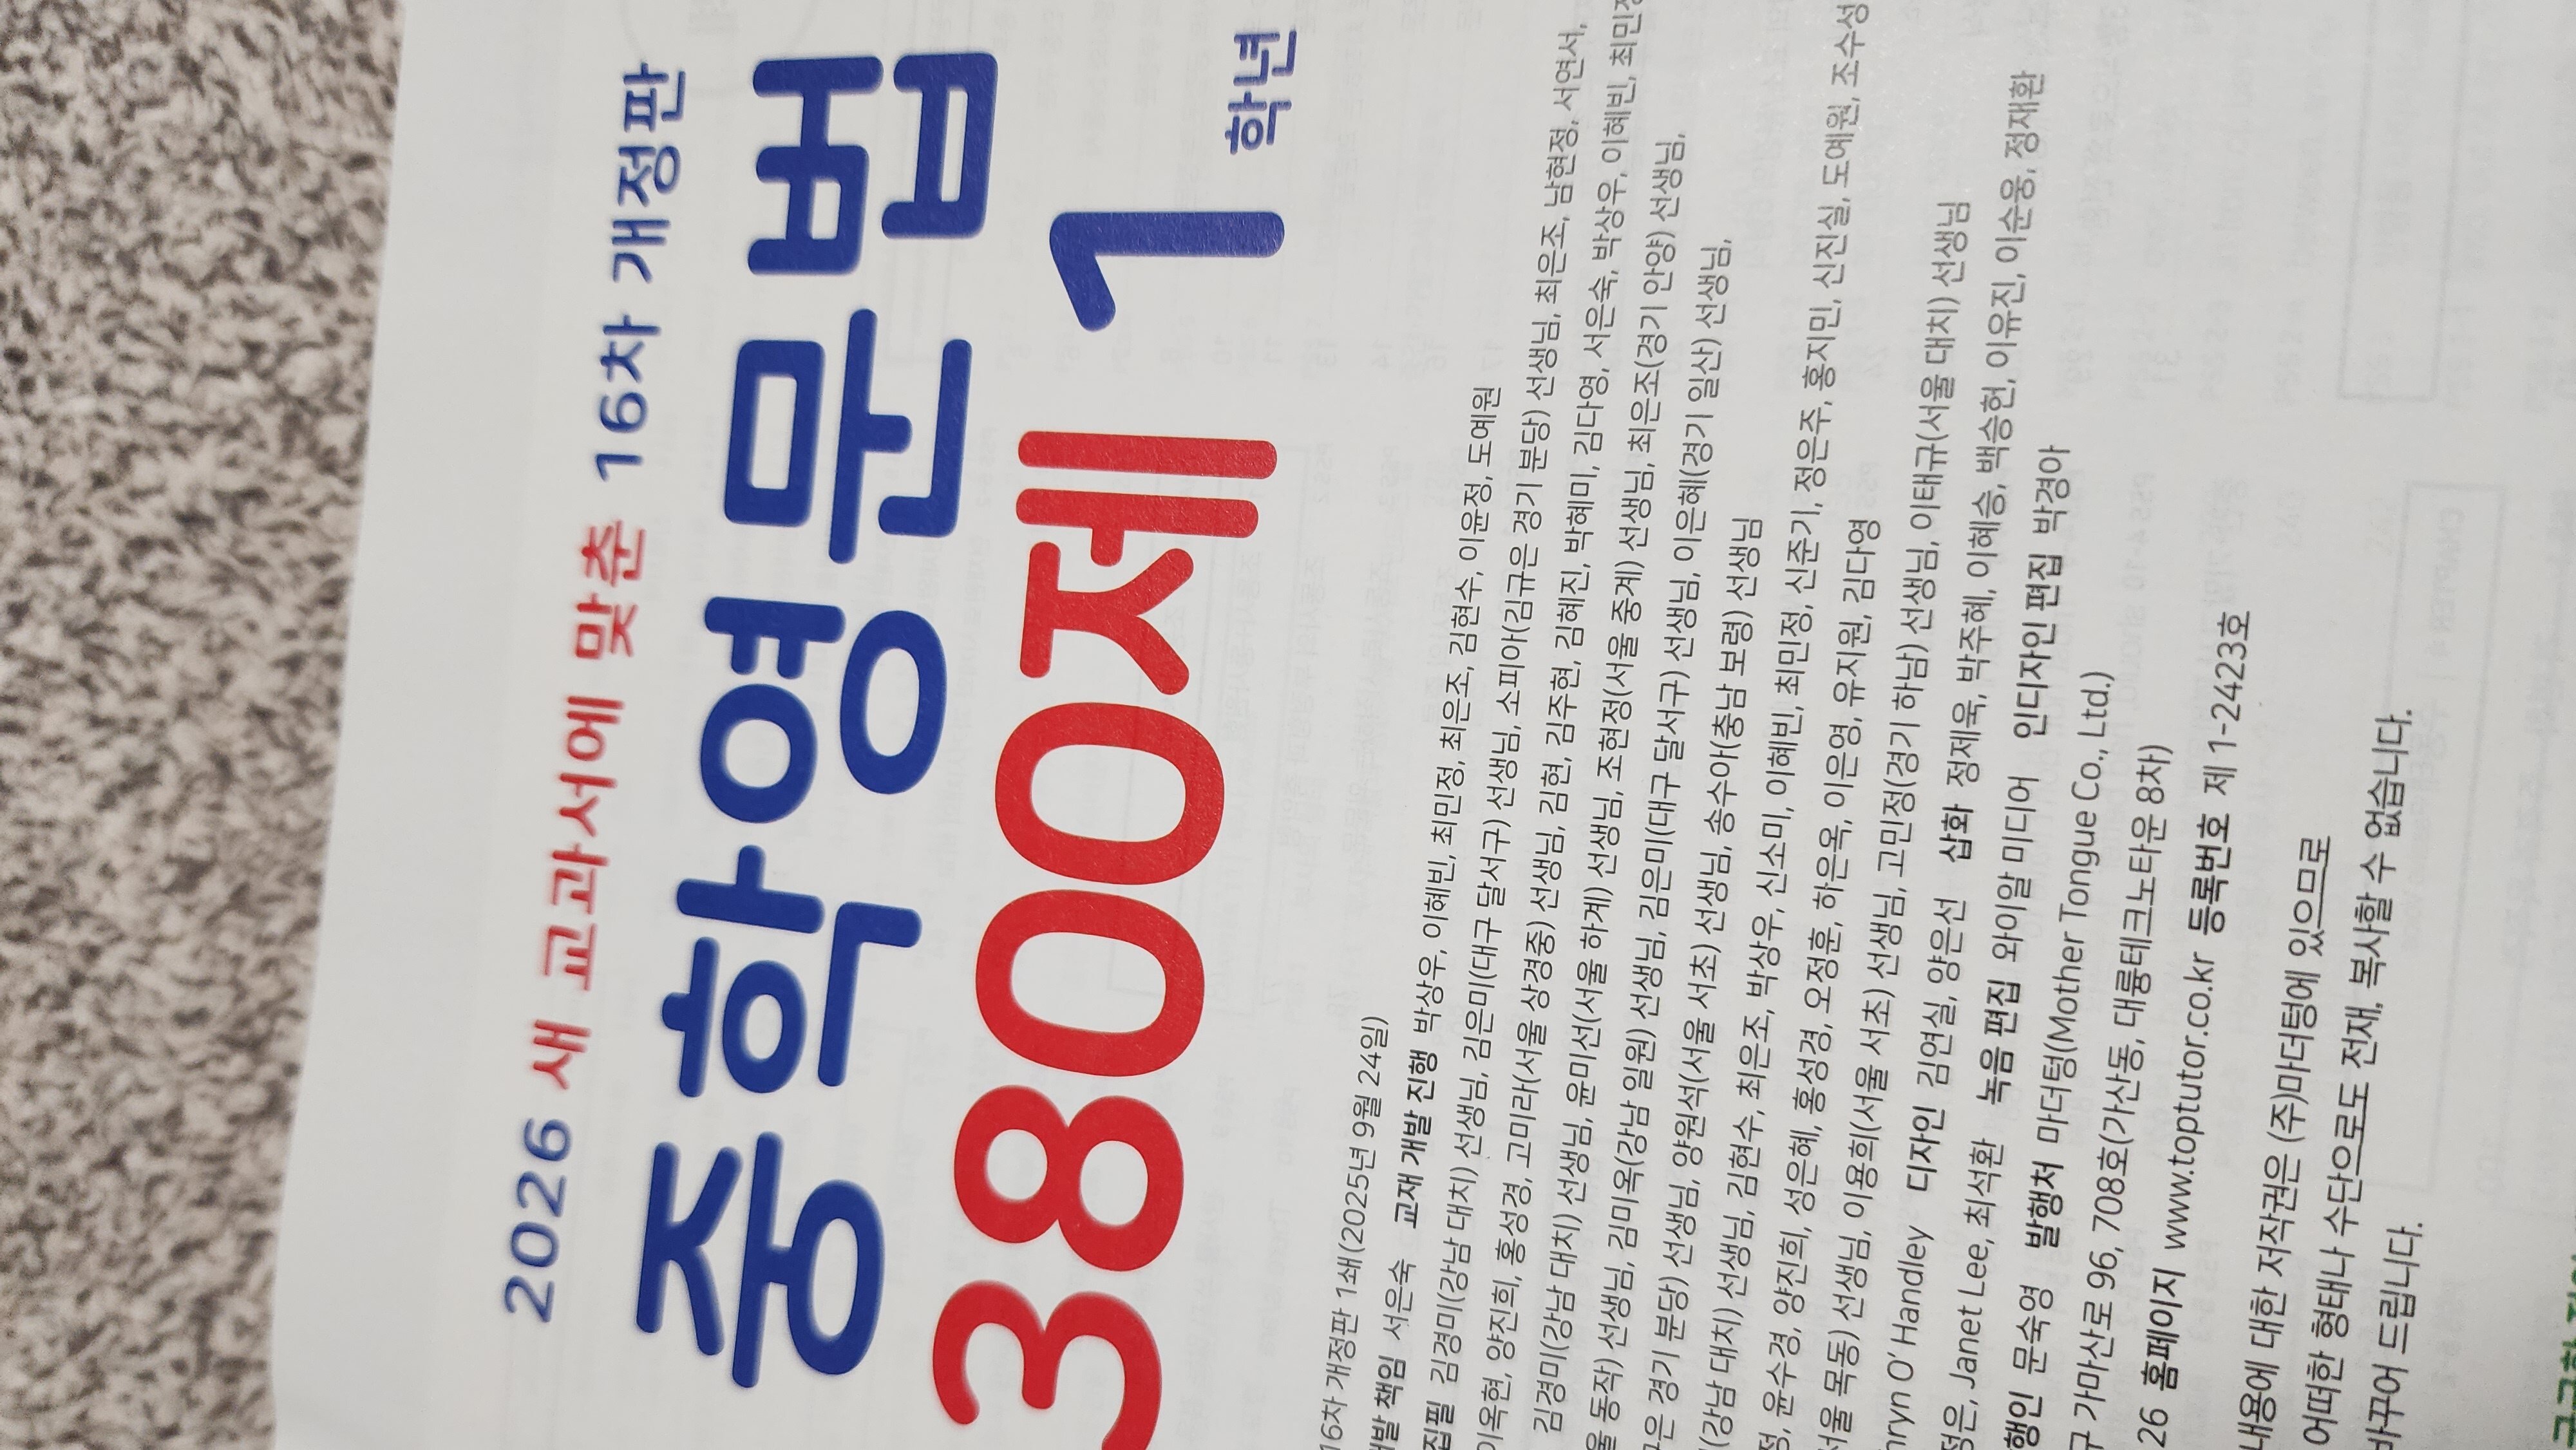 2026 새 교과서에 맞춘 16차 개정판
중학영문법
3800제 1 학년
16차 개정판 1쇄(2025년 9월 24일)
책임 서은숙 교재 개발 진행 박상우, 이혜빈, 최민정, 최은조, 김현수, 이윤정, 도예원
집필 김경미(강남 대치) 선생님, 김은미(대구 달서구) 선생님, 소피아(김규은 경기 분당) 선생님, 최은조, 남현정, 서연서,
이옥현, 양진희, 홍성경, 고미라(서울 상경중) 선생님, 김현, 김주현, 김혜진, 박혜미, 김다영, 서은숙, 박상우, 이혜빈, 최민정
김경미(강남 대치) 선생님, 윤미선(서울 하계) 선생님, 조현정(서울 중계) 선생님, 최은조(경기 안양) 선생님,
동작) 선생님, 김미옥(강남 일원) 선생님, 김은미(대구 달서구) 선생님, 이은혜(경기 일산) 선생님,
경기 분당) 선생님, 양원석(서울 서초) 선생님, 송수아(충남 보령) 선생님
(강남 대치) 선생님, 김현수, 최은조, 박상우, 신소미, 이혜빈, 최민정, 신준기, 정은주, 홍지민, 신진실, 도예원, 조수성
윤수경, 양진희, 성은혜, 홍성경, 오정훈, 하은옥, 이은영, 유지원, 김다영
목동) 선생님, 이용희(서울 서초) 선생님, 고민정(경기 하남) 선생님, 이태규(서울 대치) 선생님
O' Handley 디자인 김연실, 양은선 삽화 정제욱, 박주혜, 이혜승, 백승헌, 이유진, 이순웅, 정재환
Janet Lee, 최석환 녹음 편집 와이알 미디어 인디자인 편집 박경아
행인 문숙영 발행처 마더텅(Mother Tongue Co., Ltd.)
구 가마산로 96, 708호(가산동, 대륭테크노타운 8차)
26 홈페이지 www.toptutor.co.kr 등록번호 제 1-2423호
내용에 대한 저작권은 (주)마더텅에 있으므로
어떠한 형태나 수단으로도 전재, 복사할 수 없습니다.
바꾸어 드립니다.